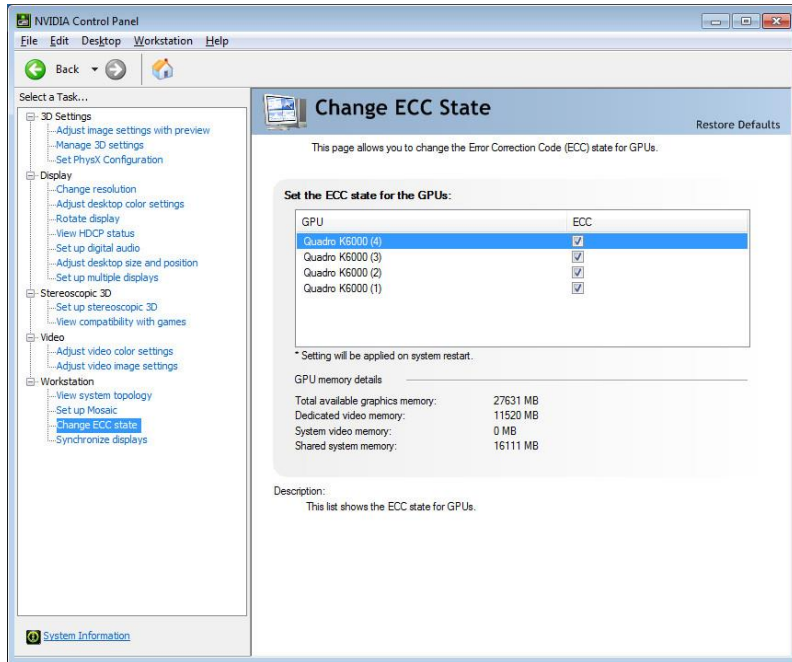 NVIDIA Control Panel
File Edit Desktop Workstation Help
Back
Select a Task...
3D Settings
Adjust image settings with preview
Manage 3D settings
Set PhysX Configuration
Display
Change resolution
Adjust desktop color settings
Rotate display
View HDCP status
Set up digital audio
Adjust desktop size and position
Set up multiple displays
Stereoscopic 3D
Set up stereoscopic 3D
View compatibility with games
Video
Adjust video color settings
Adjust video image settings
Workstation
View system topology
Set up Mosaic
Change ECC state
Synchronize displays
System Information
Change ECC State
Restore Defaults
This page allows you to change the Error Correction Code (ECC) state for GPUs.
Set the ECC state for the GPUs:
GPU ECC
Quadro K6000 (4)
Quadro K6000 (3)
Quadro K6000 (2)
Quadro K6000 (1)
* Setting will be applied on system restart.
GPU memory details
Total available graphics memory: 27631 MB
Dedicated video memory: 11520 MB
System video memory: 0 MB
Shared system memory: 16111 MB
Description:
This list shows the ECC state for GPUs.